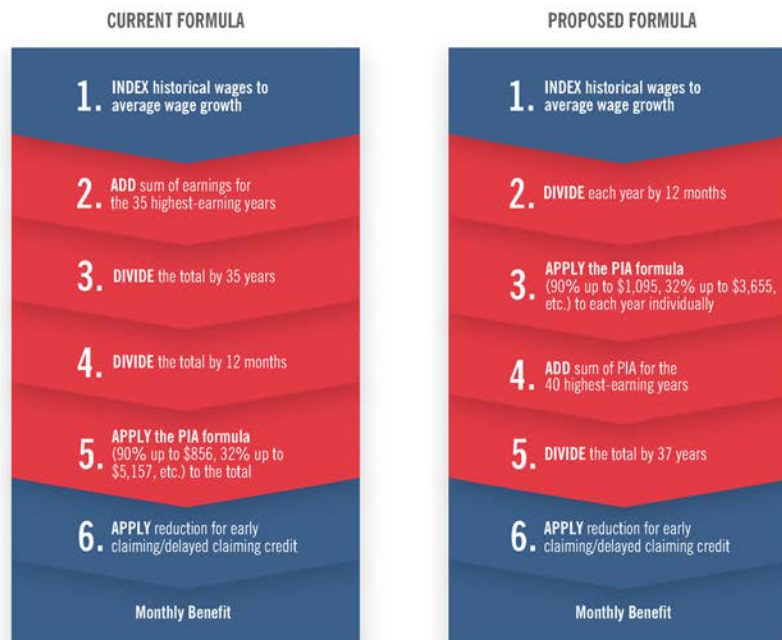 CURRENT FORMULA
1. INDEX historical wages to
average wage growth
2. ADD sum of earnings for
the 35 highest-earning years
3. DIVIDE the total by 35 years
4. DIVIDE the total by 12 months
5. APPLY the PIA formula
(90% up to $856, 32% up to
$5,157, etc.) to the total
6. APPLY reduction for early
claiming/delayed claiming credit
Monthly Benefit
PROPOSED FORMULA
1. INDEX historical wages to
average wage growth
2. DIVIDE each year by 12 months
3. APPLY the PIA formula
(90% up to $1,095, 32% up to $3,655,
etc.) to each year individually
4. ADD sum of PIA for the
40 highest-earning years
5. DIVIDE the total by 37 years
6. APPLY reduction for early
claiming/delayed claiming credit
Monthly Benefit